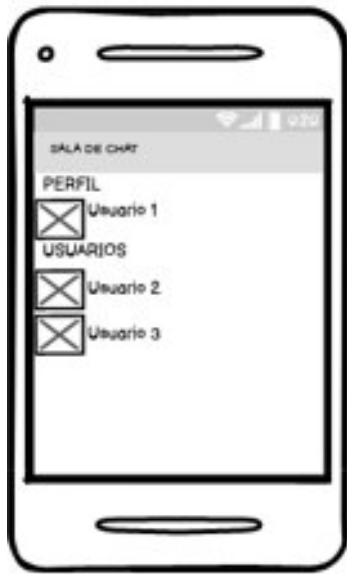 SALA DE CHAT
PERFIL
Usuario 1
USUARIOS
Usuario 2
Usuario 3